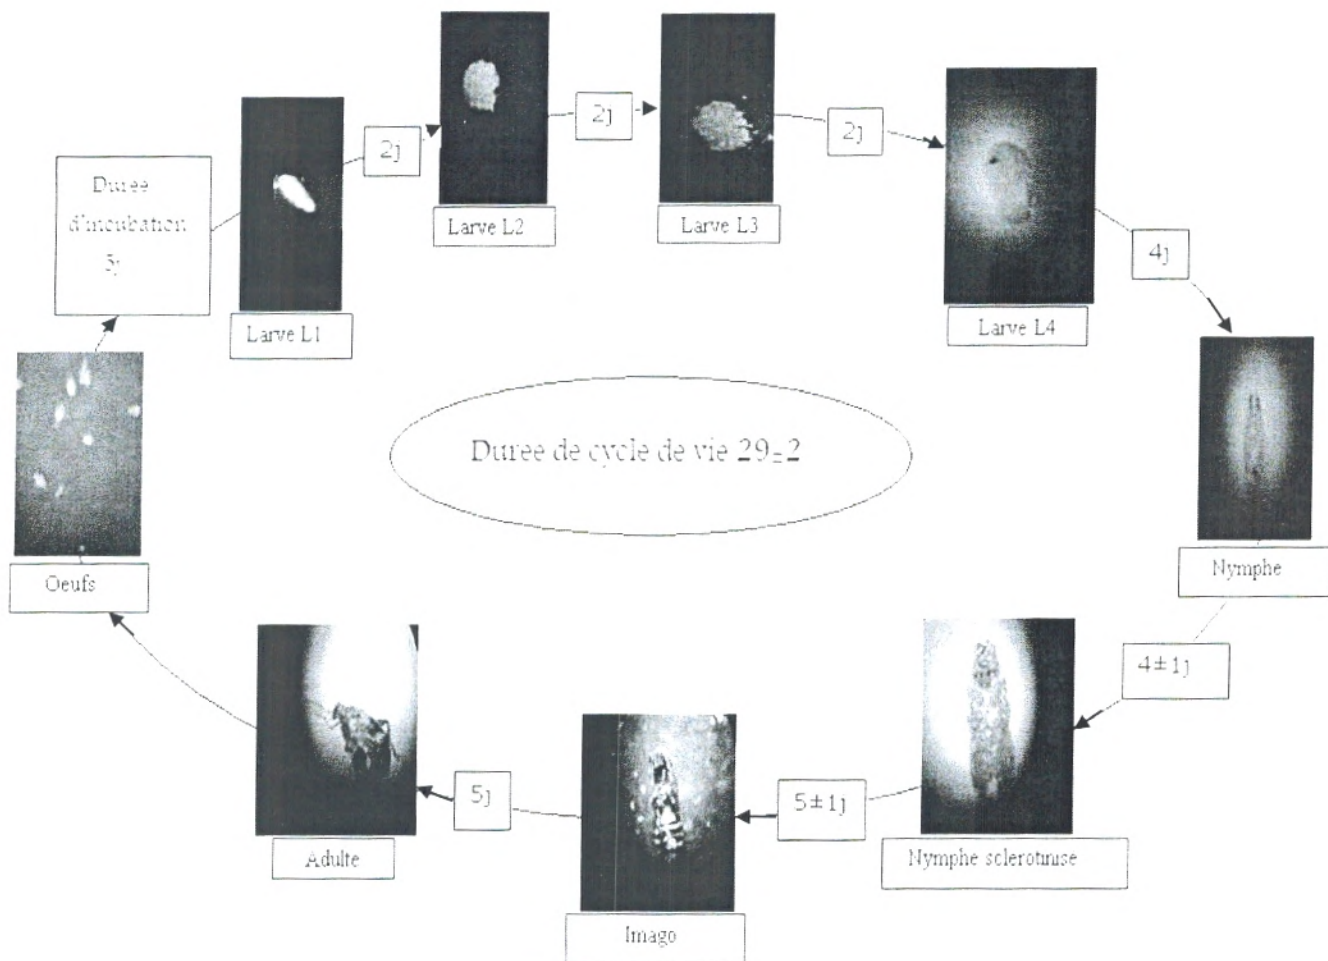 Durée
d'incubation
5j
Larve L1
2j
Larve L2
2j
Larve L3
2j
Larve L4
4j
Nymphe
4±1j
Nymphe sclerotinise
5±1j
Imago
5j
Adulte
Oeufs
Duree de cycle de vie 29±2